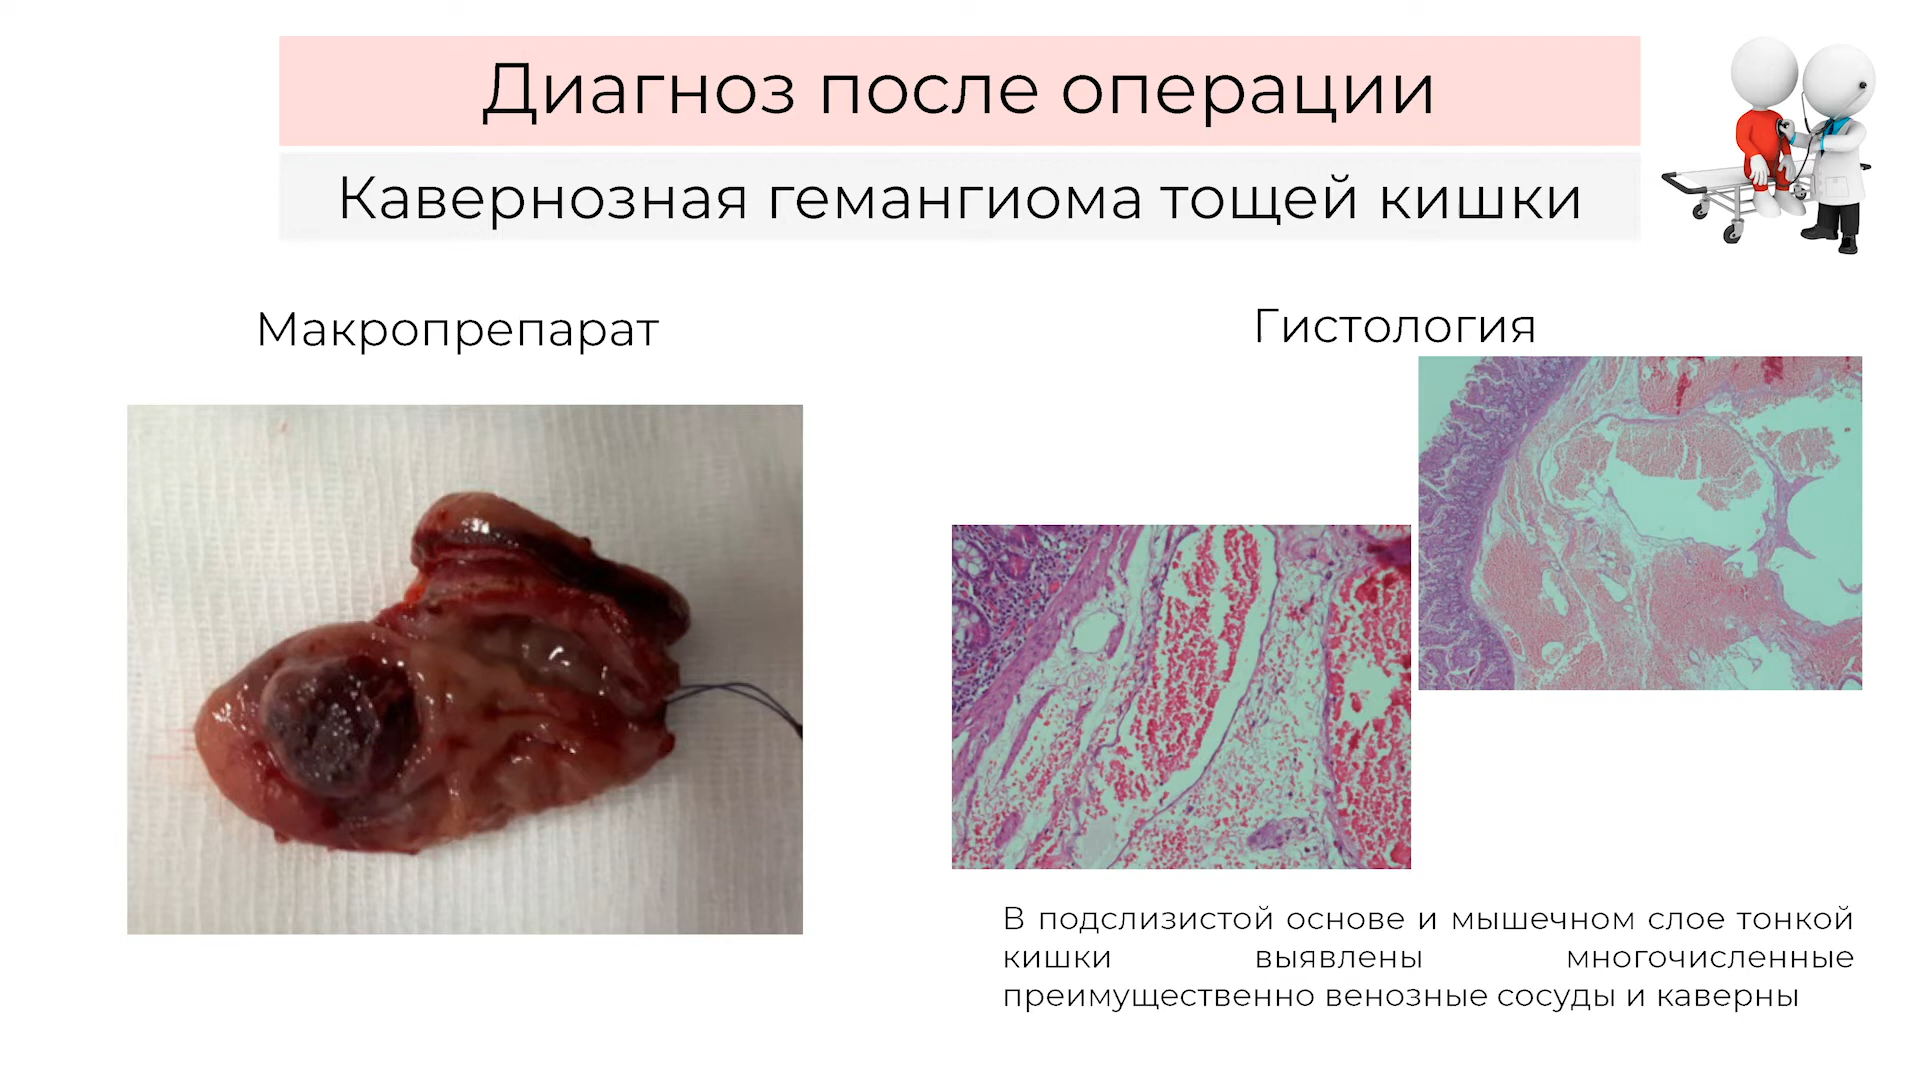 Диагноз после операции
Кавернозная гемангиома тощей кишки
Макропрепарат
Гистология
В подслизистой основе и мышечном слое тонкой
кишки выявлены многочисленные
преимущественно венозные сосуды и каверны